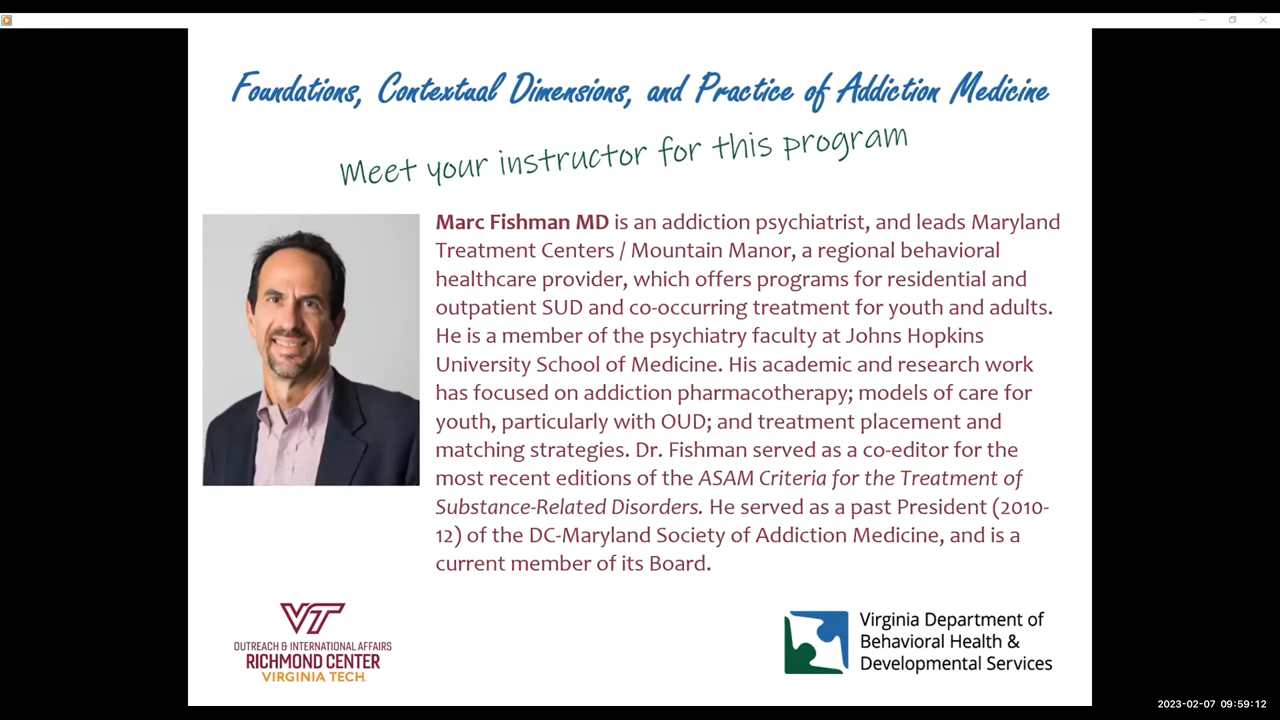 Foundations, Contextual Dimensions, and Practice of Addiction Medicine
Meet your instructor for this program
Marc Fishman MD is an addiction psychiatrist, and leads Maryland
Treatment Centers / Mountain Manor, a regional behavioral
healthcare provider, which offers programs for residential and
outpatient SUD and co-occurring treatment for youth and adults.
He is a member of the psychiatry faculty at Johns Hopkins
University School of Medicine. His academic and research work
has focused on addiction pharmacotherapy; models of care for
youth, particularly with OUD; and treatment placement and
matching strategies. Dr. Fishman served as a co-editor for the
most recent editions of the ASAM Criteria for the Treatment of
Substance-Related Disorders. He served as a past President (2010-
12) of the DC-Maryland Society of Addiction Medicine, and is a
current member of its Board.
VT
OUTREACH & INTERNATIONAL AFFAIRS
RICHMOND CENTER
VIRGINIA TECH.
Virginia Department of
Behavioral Health &
Developmental Services
2023-02-07 09:59:12